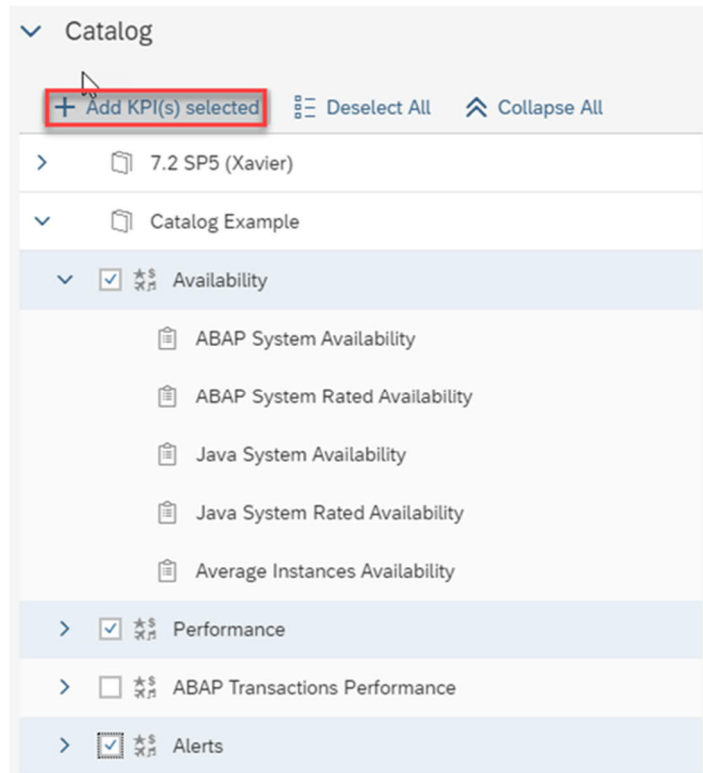 Catalog
Add KPI(s) selected Deselect All Collapse All
7.2 SP5 (Xavier)
Catalog Example
Availability
ABAP System Availability
ABAP System Rated Availability
Java System Availability
Java System Rated Availability
Average Instances Availability
Performance
ABAP Transactions Performance
Alerts